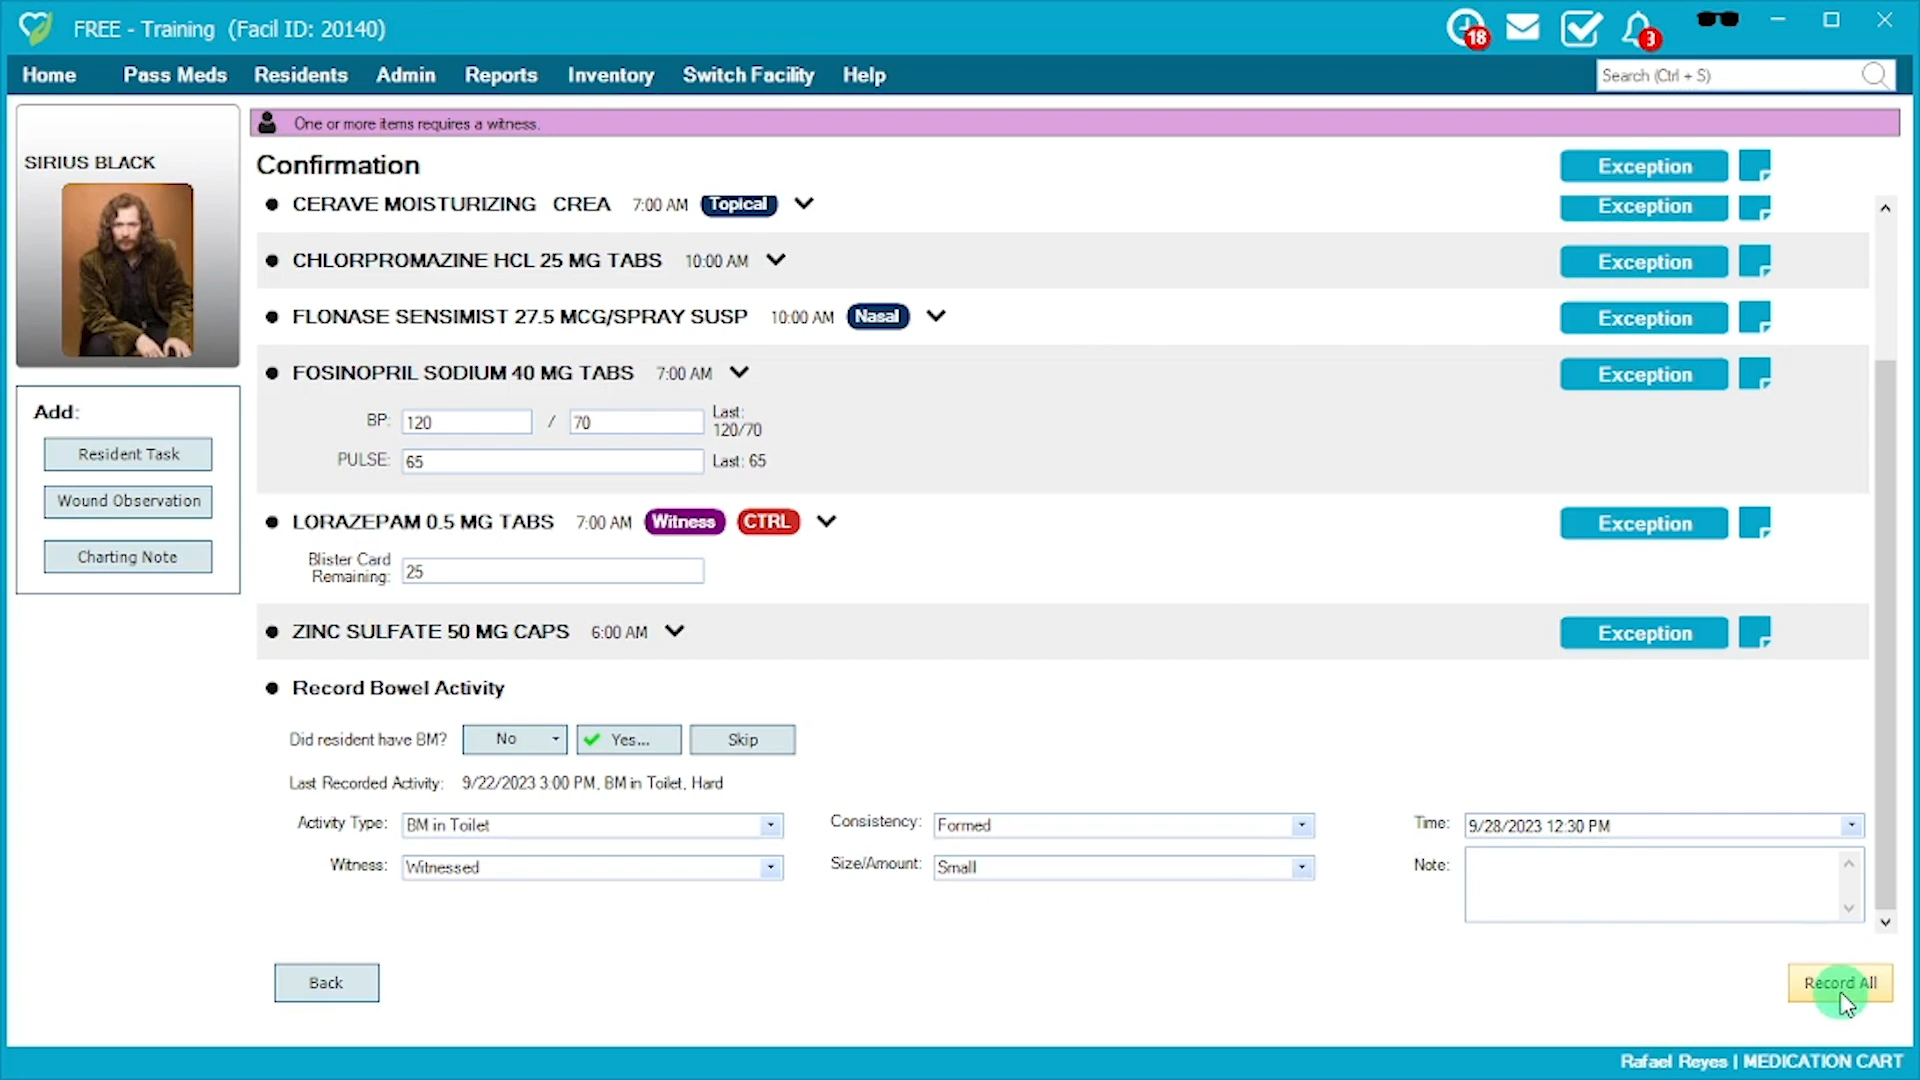 FREE - Training (Facil ID: 20140)
18
3
Home Pass Meds Residents Admin Reports Inventory Switch Facility Help
Search (Ctrl + S)
One or more items requires a witness.
SIRIUS BLACK
Confirmation Exception
CERAVE MOISTURIZING CREA 7:00 AM Topical Exception
CHLORPROMAZINE HCL 25 MG TABS 10:00 AM Exception
FLONASE SENSIMIST 27.5 MCG/SPRAY SUSP 10:00 AM Nasal Exception
FOSINOPRIL SODIUM 40 MG TABS 7:00 AM Exception
BP: 120 / 70 Last: 120/70
PULSE: 65 Last: 65
Add:
Resident Task
Wound Observation
Charting Note
LORAZEPAM 0.5 MG TABS 7:00 AM Witness CTRL Exception
Blister Card Remaining: 25
ZINC SULFATE 50 MG CAPS 6:00 AM Exception
Record Bowel Activity
Did resident have BM? No Yes... Skip
Last Recorded Activity: 9/22/2023 3:00 PM, BM in Toilet, Hard
Activity Type: BM in Toilet Consistency: Formed Time: 9/28/2023 12:30 PM
Witness: Witnessed Size/Amount: Small Note:
Back Record All
Rafael Reyes | MEDICATION CART